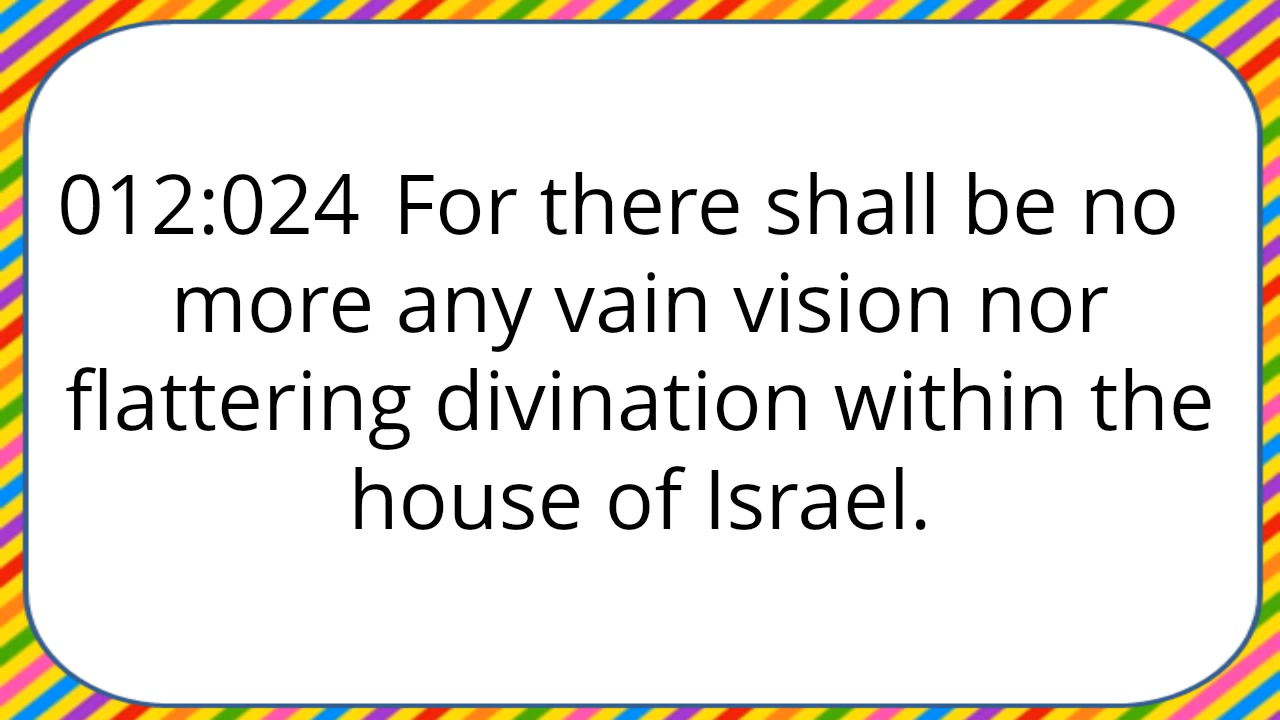 012:024 For there shall be no
more any vain vision nor
flattering divination within the
house of Israel.